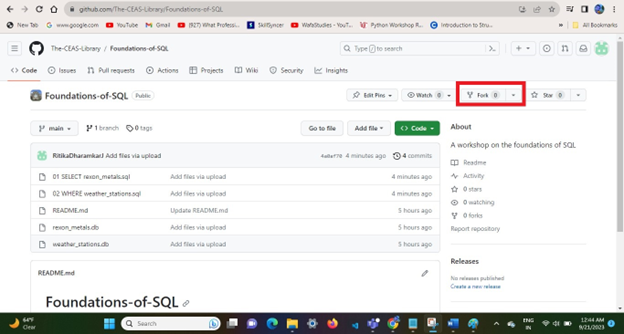 github.com/The-CEAS-Library/Foundations-of-SQL
New Tab www.google.com YouTube Gmail (927) What Professi... SkillSyncer WafaStudies - YouT... Python Workshop R... Introduction to Stru... » All Bookmarks
The-CEAS-Library / Foundations-of-SQL
Type / to search
Code Issues Pull requests Actions Projects Wiki Security Insights
Foundations-of-SQL Public
Edit Pins Watch 0 Fork 0 Star 0
main 1 branch 0 tags Go to file Add file Code
RitikaDharamkarJ Add files via upload 4 minutes ago 4 commits
01 SELECT rexon_metals.sql Add files via upload 4 minutes ago
02 WHERE weather_stations.sql Add files via upload 4 minutes ago
README.md Update README.md 5 hours ago
rexon_metals.db Add files via upload 5 hours ago
weather_stations.db Add files via upload 5 hours ago
README.md
Foundations-of-SQL
About
A workshop on the foundations of SQL
Readme
Activity
0 stars
0 watching
0 forks
Report repository
Releases
No releases published
Create a new release
64°F
Clear
Search
ENG
IN
12:44 AM
9/21/2023